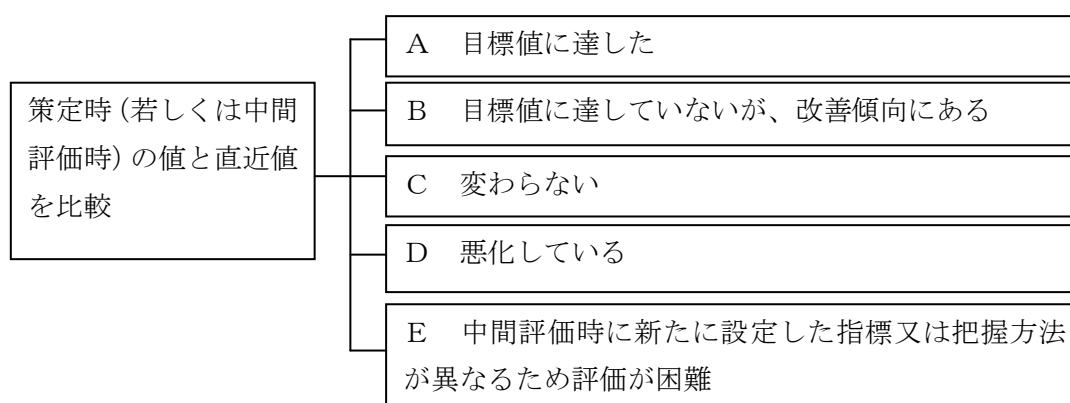 策定時（若しくは中間
評価時）の値と直近値
を比較
A　目標値に達した
B　目標値に達していないが、改善傾向にある
C　変わらない
D　悪化している
E　中間評価時に新たに設定した指標又は把握方法
が異なるため評価が困難